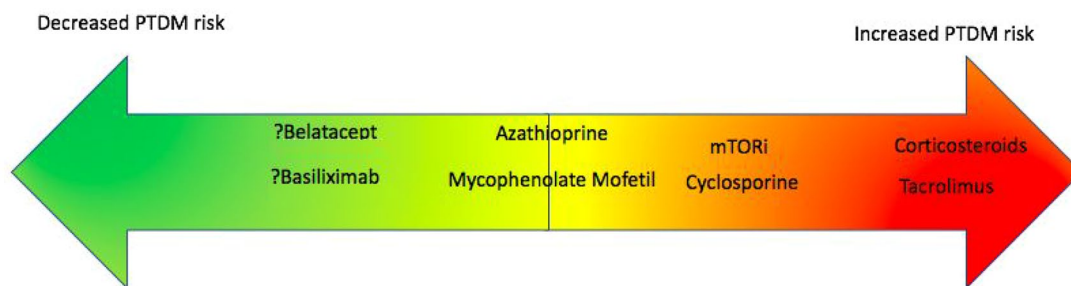 Decreased PTDM risk
Increased PTDM risk
?Belatacept
Azathioprine
mTORi
Corticosteroids
?Basiliximab
Mycophenolate Mofetil
Cyclosporine
Tacrolimus